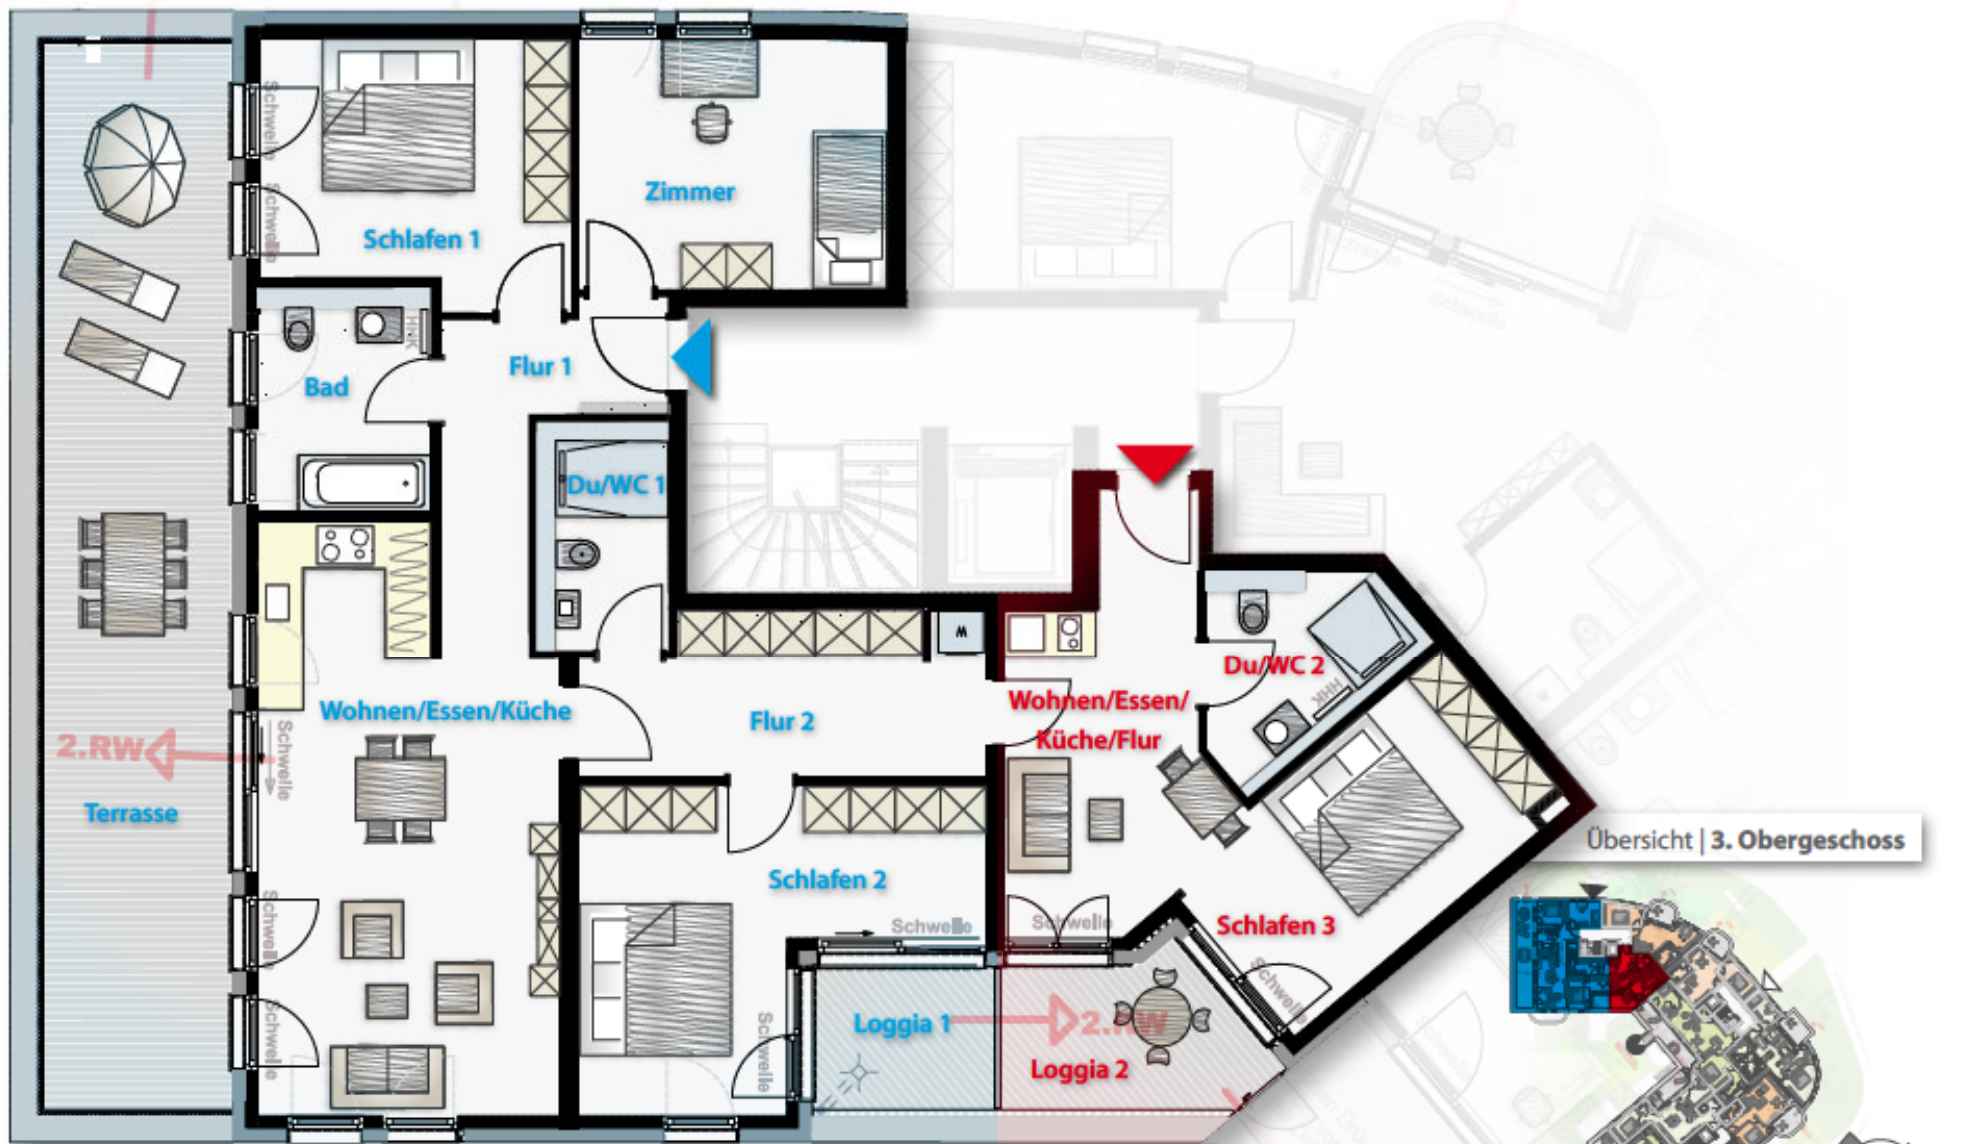 Schwelle
Schwelle
Zimmer
Schlafen 1
HHK
Bad
Flur 1
Du/WC 1
W
Wohnen/Essen/Küche
Flur 2
Wohnen/Essen/
Küche/Flur
Du/WC 2
HHK
2.RW
Schwelle
Terrasse
Übersicht | 3. Obergeschoss
Schlafen 2
Schwelle
Schwelle
Schlafen 3
Schwelle
Schwelle
Schwelle
Schwelle
Loggia 1
2.RW
Loggia 2